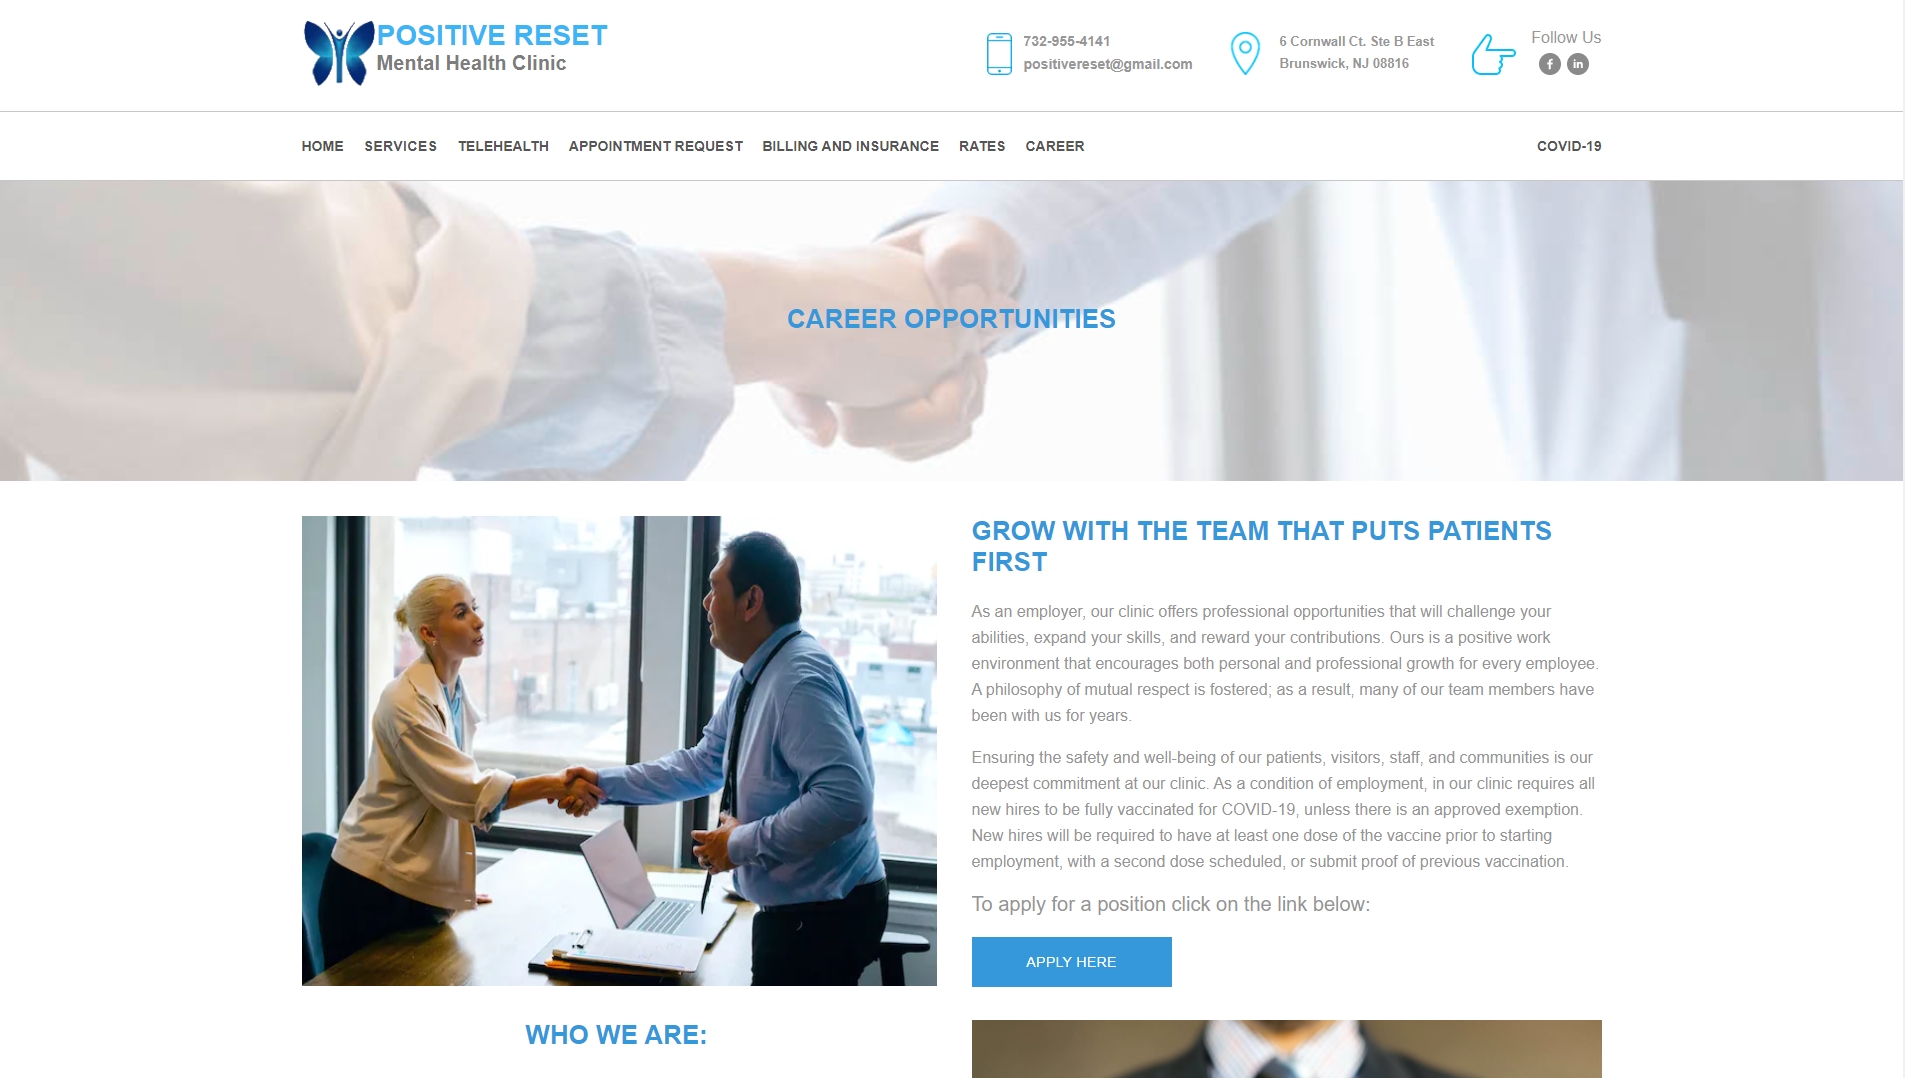 POSITIVE RESET
Mental Health Clinic
732-955-4141
positivereset@gmail.com
6 Cornwall Ct. Ste B East
Brunswick, NJ 08816
Follow Us
HOME SERVICES TELEHEALTH APPOINTMENT REQUEST BILLING AND INSURANCE RATES CAREER COVID-19
CAREER OPPORTUNITIES
GROW WITH THE TEAM THAT PUTS PATIENTS
FIRST
As an employer, our clinic offers professional opportunities that will challenge your
abilities, expand your skills, and reward your contributions. Ours is a positive work
environment that encourages both personal and professional growth for every employee.
A philosophy of mutual respect is fostered; as a result, many of our team members have
been with us for years.
Ensuring the safety and well-being of our patients, visitors, staff, and communities is our
deepest commitment at our clinic. As a condition of employment, in our clinic requires all
new hires to be fully vaccinated for COVID-19, unless there is an approved exemption.
New hires will be required to have at least one dose of the vaccine prior to starting
employment, with a second dose scheduled, or submit proof of previous vaccination.
To apply for a position click on the link below:
APPLY HERE
WHO WE ARE: